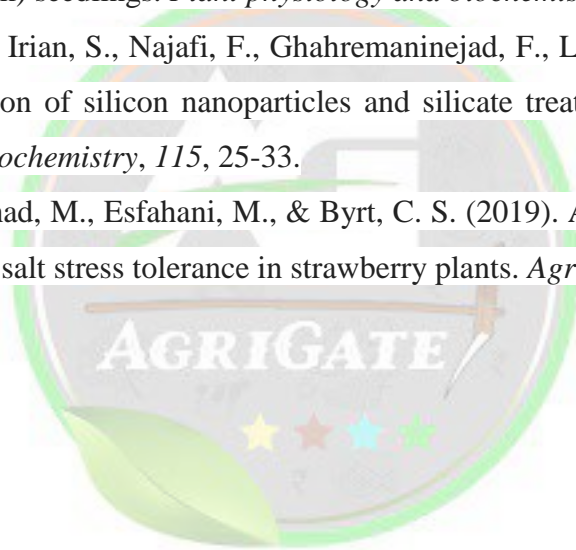 n) seedlings. Plant physiology and biochemis
Irian, S., Najafi, F., Ghahremaninejad, F., L
on of silicon nanoparticles and silicate treat
ochemistry, 115, 25-33.
ad, M., Esfahani, M., & Byrt, C. S. (2019). A
salt stress tolerance in strawberry plants. Agr
AGRIGATE